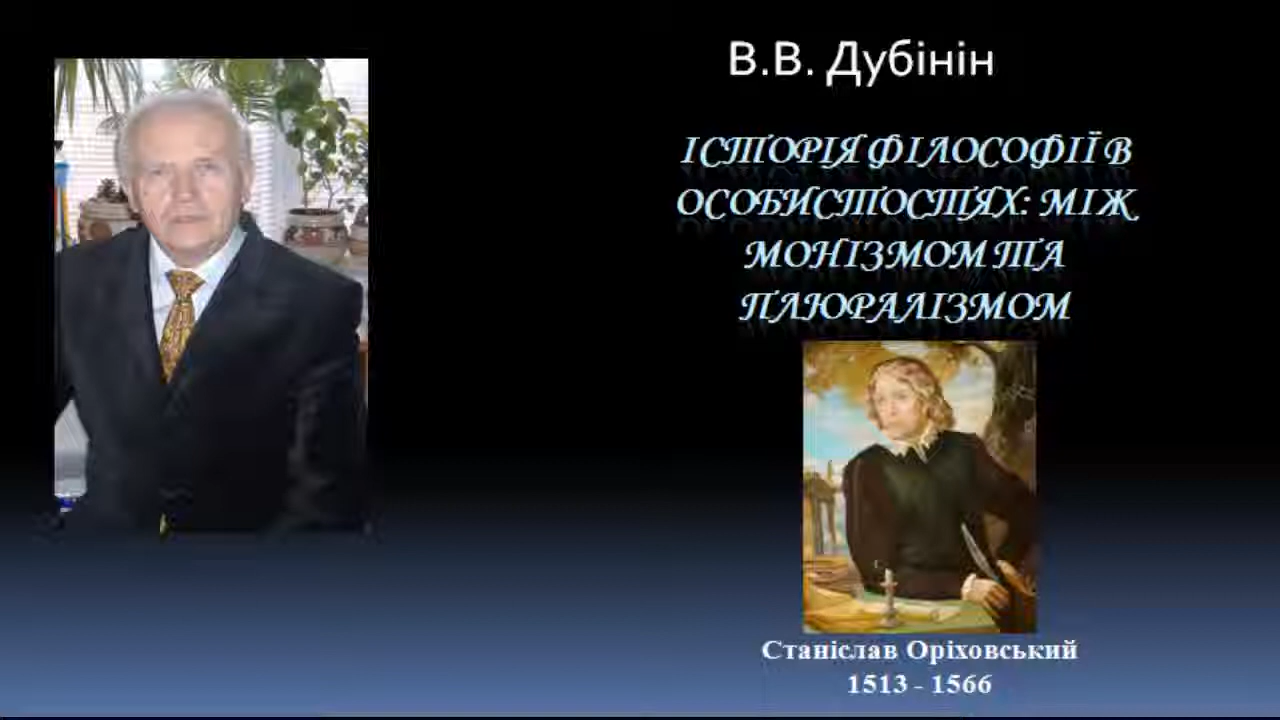 В.В. Дубінін
ІСТОРІЯ ФІЛОСОФІЇ В
ОСОБИСТОСТЯХ: МІЖ
МОНІЗМОМ ТА
ПЛЮРАЛІЗМОМ
Станіслав Оріховський
1513 - 1566